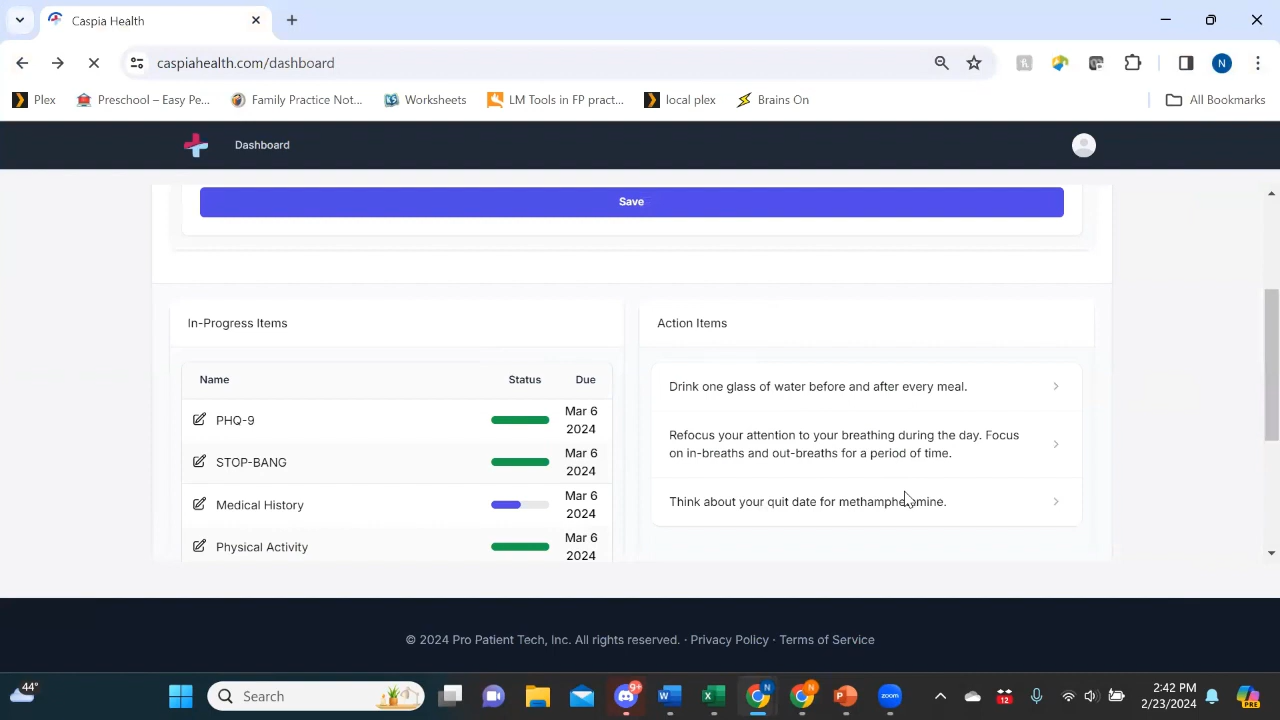 Caspia Health
caspiahealth.com/dashboard
N
Plex
Preschool – Easy Pe...
Family Practice Not...
Worksheets
LM Tools in FP pract...
local plex
Brains On
All Bookmarks
Dashboard
Save
In-Progress Items
Action Items
Name Status Due
PHQ-9 Mar 6
2024
STOP-BANG Mar 6
2024
Medical History Mar 6
2024
Physical Activity Mar 6
2024
Drink one glass of water before and after every meal.
Refocus your attention to your breathing during the day. Focus
on in-breaths and out-breaths for a period of time.
Think about your quit date for methamphetamine.
© 2024 Pro Patient Tech, Inc. All rights reserved. · Privacy Policy · Terms of Service
44°
Search
9+
N
N
zoom
12
2:42 PM
2/23/2024
PRE